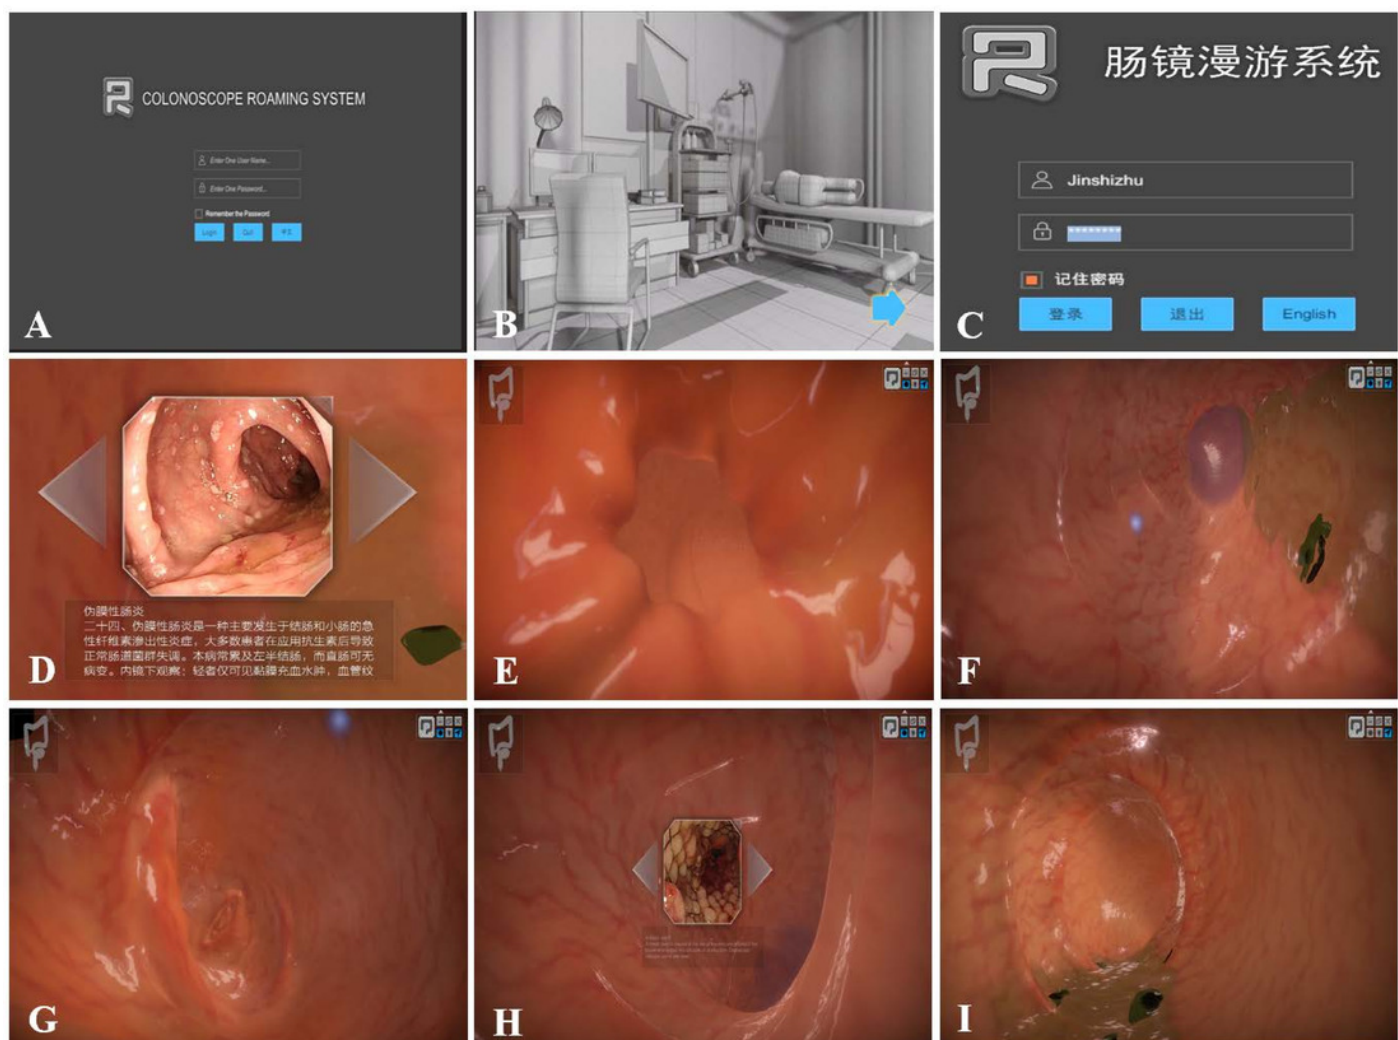 COLONOSCOPE ROAMING SYSTEM
Enter One User Name...
Enter One Password...
Remember the Password
Login Quit 中文
A
B
肠镜漫游系统
Jinshizhu
********
记住密码
登录 退出 English
C
伪膜性肠炎
二十四、伪膜性肠炎是一种主要发生于结肠和小肠的急
性纤维素渗出性炎症，大多数患者在应用抗生素后导致
正常肠道菌群失调。本病常累及左半结肠，而直肠可无
病变。内镜下观察：轻者仅可见黏膜充血水肿，血管纹
D
E
F
G
H
I